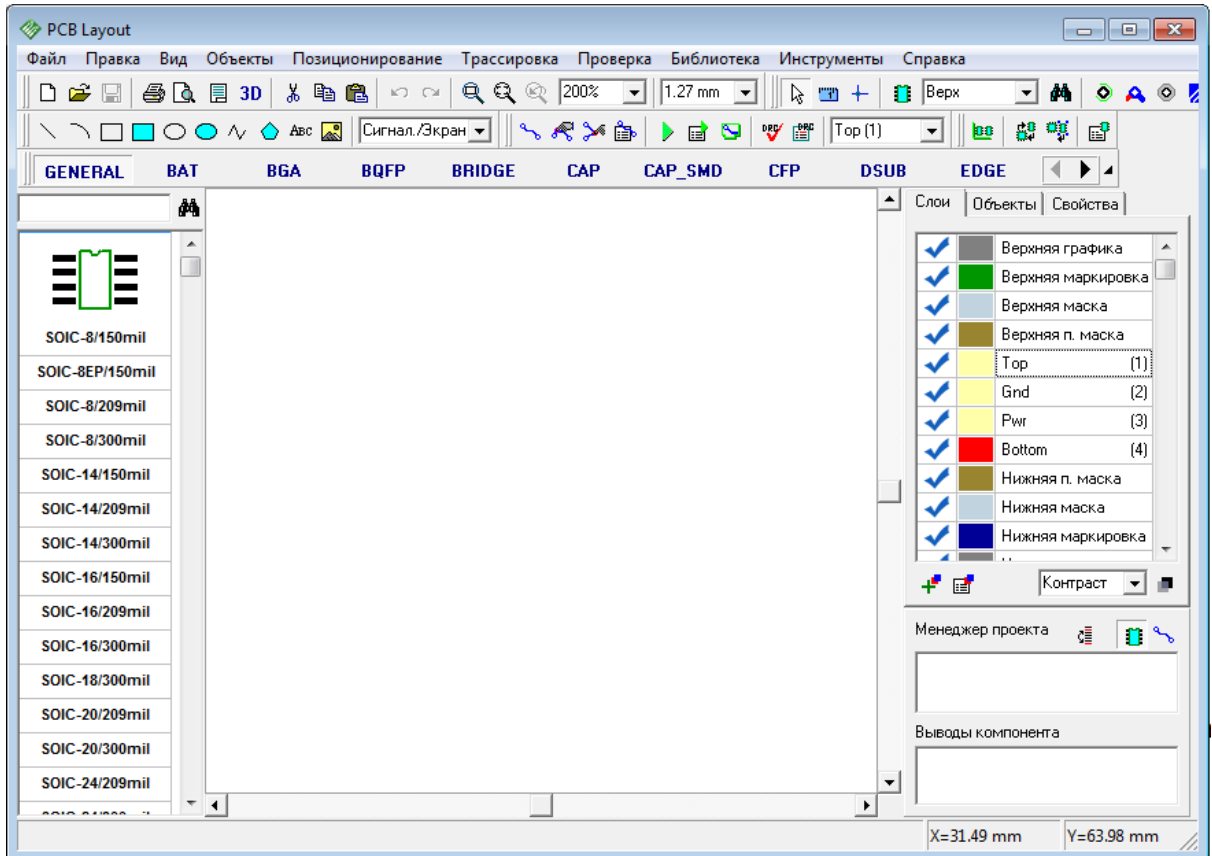 PCB Layout
Файл Правка Вид Объекты Позиционирование Трассировка Проверка Библиотека Инструменты Справка
3D 200% 1.27 mm Верх
ABC Сигнал./Экран DRC DRC Top (1)
GENERAL BAT BGA BQFP BRIDGE CAP CAP_SMD CFP DSUB EDGE
Слои Объекты Свойства
SOIC-8/150mil
SOIC-8EP/150mil
SOIC-8/209mil
SOIC-8/300mil
SOIC-14/150mil
SOIC-14/209mil
SOIC-14/300mil
SOIC-16/150mil
SOIC-16/209mil
SOIC-16/300mil
SOIC-18/300mil
SOIC-20/209mil
SOIC-20/300mil
SOIC-24/209mil
Верхняя графика
Верхняя маркировка
Верхняя маска
Верхняя п. маска
Top (1)
Gnd (2)
Pwr (3)
Bottom (4)
Нижняя п. маска
Нижняя маска
Нижняя маркировка
Контраст
Менеджер проекта
Выводы компонента
X=31.49 mm Y=63.98 mm